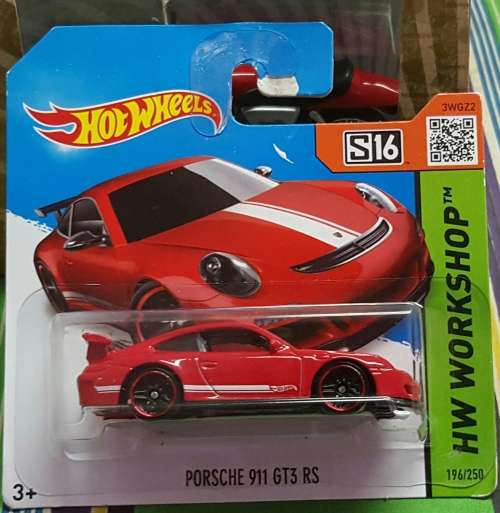 Hot Wheels
3WGZ2
S16
HW WORKSHOP™
PORSCHE 911 GT3 RS
196/250
3+